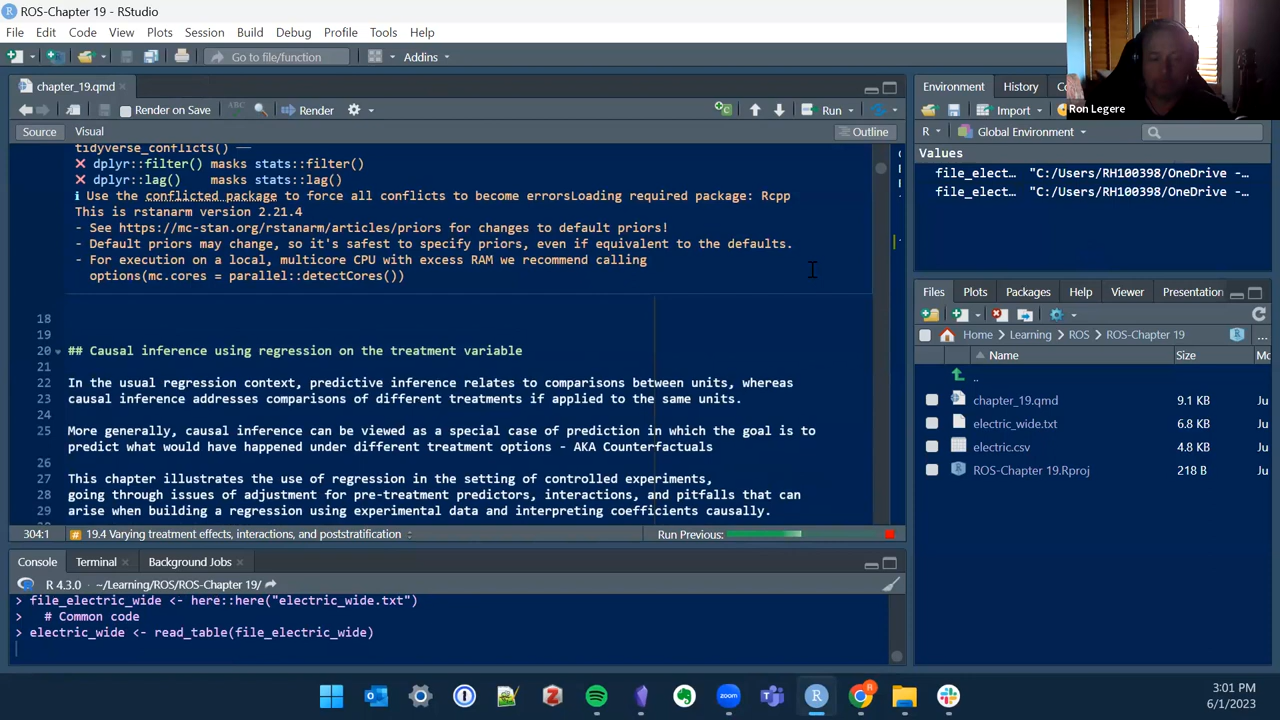 ROS-Chapter 19 - RStudio
File Edit Code View Plots Session Build Debug Profile Tools Help
Go to file/function Addins
Ron Legere
chapter_19.qmd
Render on Save ABC Render Run
Source Visual Outline
tidyverse_conflicts() ──
✖ dplyr::filter() masks stats::filter()
✖ dplyr::lag() masks stats::lag()
ℹ Use the conflicted package to force all conflicts to become errorsLoading required package: Rcpp
This is rstanarm version 2.21.4
- See https://mc-stan.org/rstanarm/articles/priors for changes to default priors!
- Default priors may change, so it's safest to specify priors, even if equivalent to the defaults.
- For execution on a local, multicore CPU with excess RAM we recommend calling
options(mc.cores = parallel::detectCores())
18
19
20 ## Causal inference using regression on the treatment variable
21
22 In the usual regression context, predictive inference relates to comparisons between units, whereas
23 causal inference addresses comparisons of different treatments if applied to the same units.
24
25 More generally, causal inference can be viewed as a special case of prediction in which the goal is to
predict what would have happened under different treatment options - AKA Counterfactuals
26
27 This chapter illustrates the use of regression in the setting of controlled experiments,
28 going through issues of adjustment for pre-treatment predictors, interactions, and pitfalls that can
29 arise when building a regression using experimental data and interpreting coefficients causally.
304:1 # 19.4 Varying treatment effects, interactions, and poststratification Run Previous:
Console Terminal Background Jobs
R 4.3.0 · ~/Learning/ROS/ROS-Chapter 19/
> file_electric_wide <- here::here("electric_wide.txt")
> # Common code
> electric_wide <- read_table(file_electric_wide)
Environment History
Import
R Global Environment
Values
file_elect… "C:/Users/RH100398/OneDrive -…
file_elect… "C:/Users/RH100398/OneDrive -…
Files Plots Packages Help Viewer Presentation
Home Learning ROS ROS-Chapter 19 ...
Name Size Mo
..
chapter_19.qmd 9.1 KB Ju
electric_wide.txt 6.8 KB Ju
electric.csv 4.8 KB Ju
ROS-Chapter 19.Rproj 218 B Ju
3:01 PM
6/1/2023